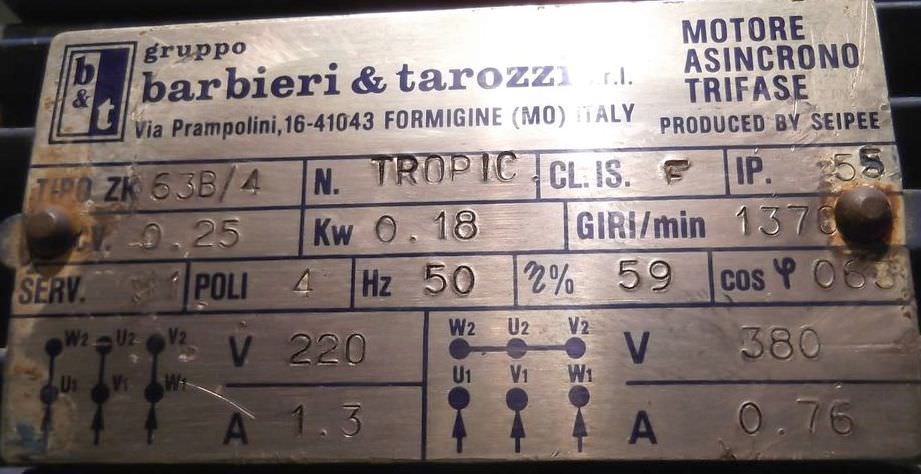 b & t
gruppo
barbieri & tarozzi s.r.l.
Via Prampolini,16-41043 FORMIGINE (MO) ITALY
MOTORE
ASINCRONO
TRIFASE
PRODUCED BY SEIPEE
TIPO ZK 63B/4 N. TROPIC CL. IS. F IP. 55
CV. 0.25 Kw 0.18 GIRI/min 1370
SERV. POLI 4 Hz 50 η% 59 cos φ
W2 U2 V2 V 220
U1 V1 W1 A 1.3
W2 U2 V2 V 380
U1 V1 W1 A 0.76